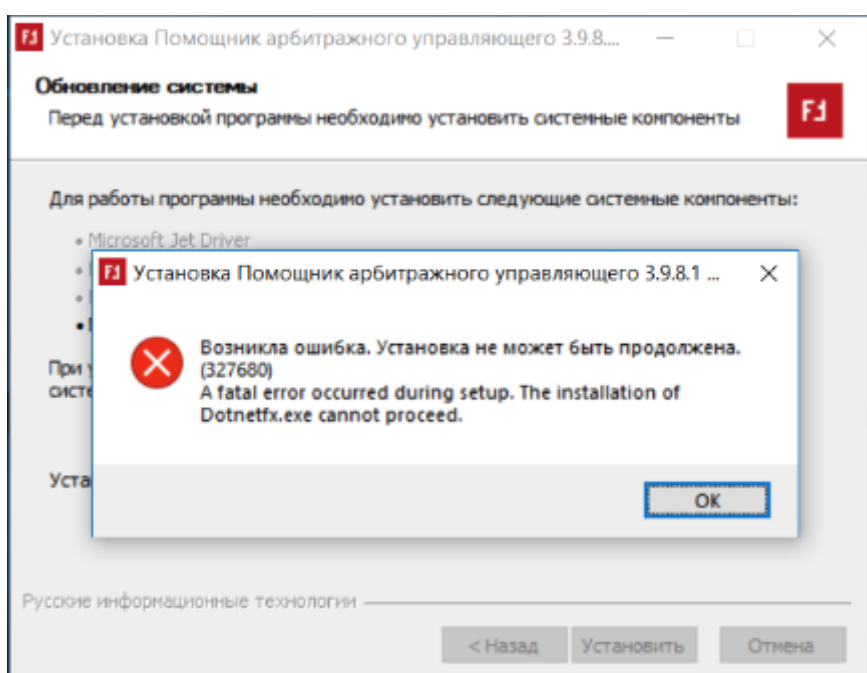 Установка Помощник арбитражного управляющего 3.9.8....
Обновление системы
Перед установкой программы необходимо установить системные компоненты
Для работы программы необходимо установить следующие системные компоненты:
• Microsoft Jet Driver
Установка Помощник арбитражного управляющего 3.9.8.1 ...
Возникла ошибка. Установка не может быть продолжена.
(327680)
A fatal error occurred during setup. The installation of
Dotnetfx.exe cannot proceed.
OK
При
сист
Уста
Русские информационные технологии
< Назад
Установить
Отмена